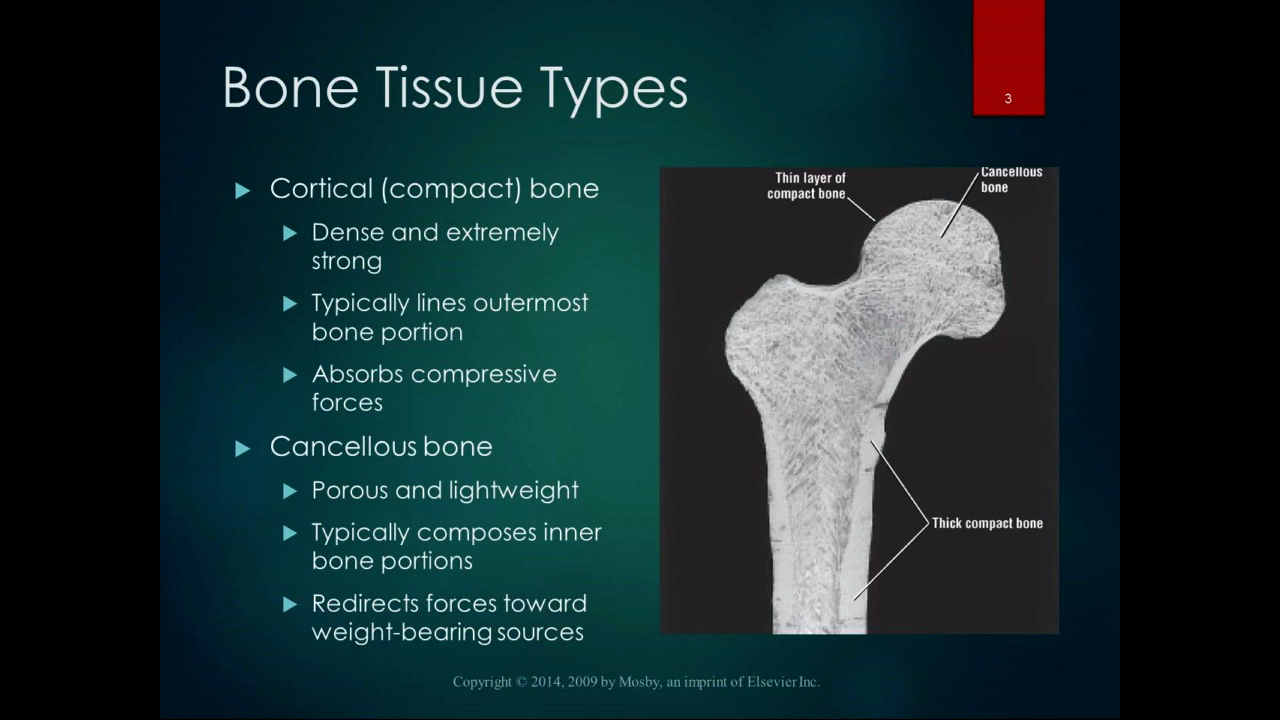 Bone Tissue Types
3
Cortical (compact) bone
Dense and extremely
strong
Typically lines outermost
bone portion
Absorbs compressive
forces
Cancellous bone
Porous and lightweight
Typically composes inner
bone portions
Redirects forces toward
weight-bearing sources
Thin layer of
compact bone
Cancellous
bone
Thick compact bone
Copyright © 2014, 2009 by Mosby, an imprint of Elsevier Inc.